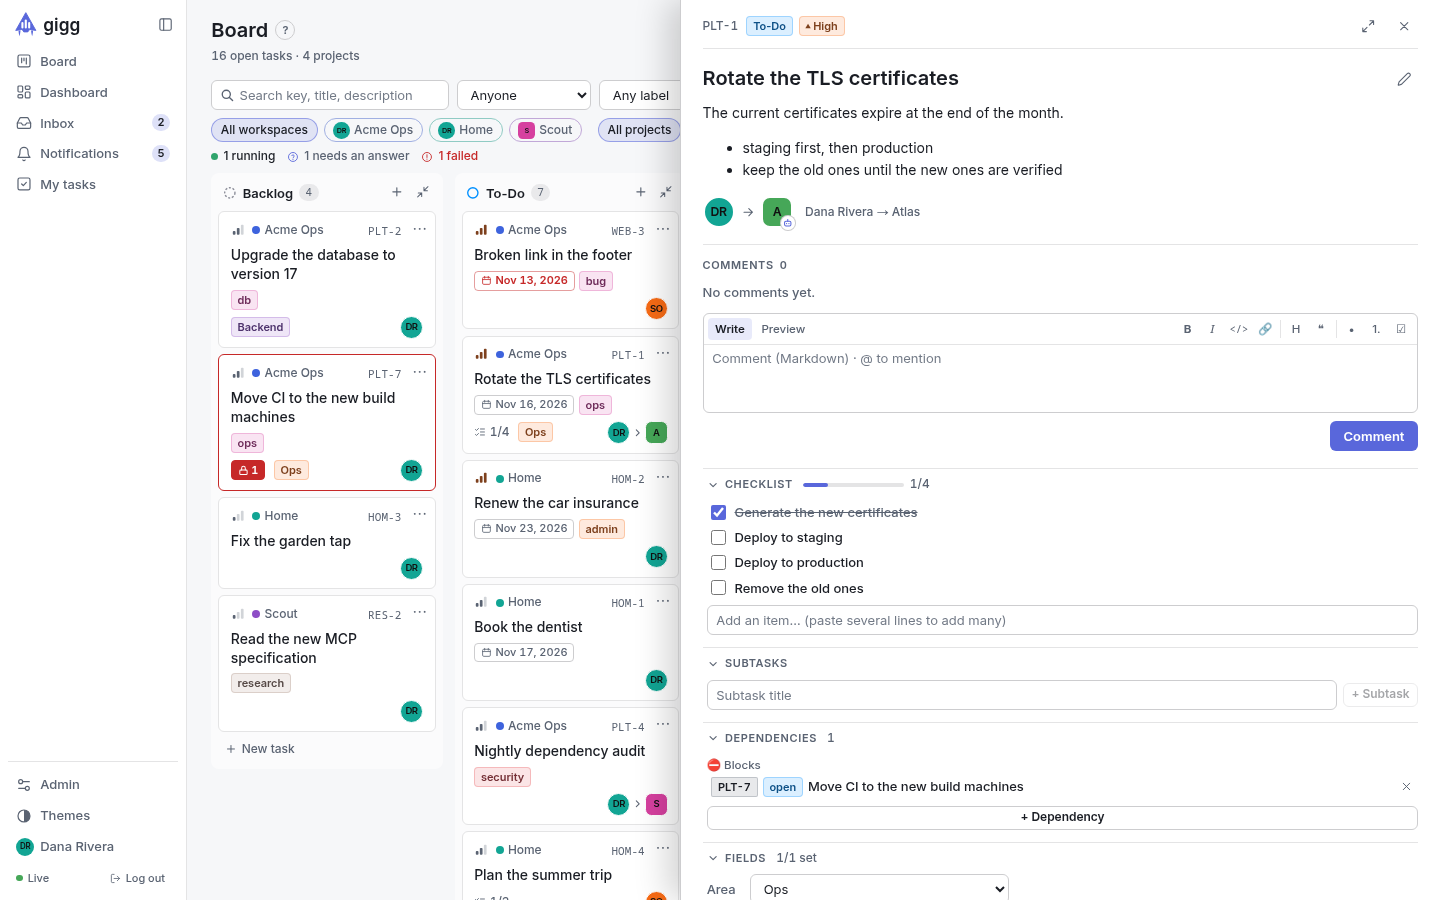 gigg
Board
Dashboard
Inbox 2
Notifications 5
My tasks
Admin
Themes
DR Dana Rivera
Live Log out
Board ?
16 open tasks · 4 projects
Search key, title, description Anyone Any label
All workspaces DR Acme Ops DR Home S Scout All projects
1 running 1 needs an answer 1 failed
Backlog 4
Acme Ops PLT-2
Upgrade the database to
version 17
db
Backend DR
Acme Ops PLT-7
Move CI to the new build
machines
ops
1 Ops DR
Home HOM-3
Fix the garden tap
DR
Scout RES-2
Read the new MCP
specification
research
DR
+ New task
To-Do 7
Acme Ops WEB-3
Broken link in the footer
Nov 13, 2026 bug
SO
Acme Ops PLT-1
Rotate the TLS certificates
Nov 16, 2026 ops
1/4 Ops DR › A
Home HOM-2
Renew the car insurance
Nov 23, 2026 admin
DR
Home HOM-1
Book the dentist
Nov 17, 2026
DR
Acme Ops PLT-4
Nightly dependency audit
security
DR › S
Home HOM-4
Plan the summer trip
PLT-1 To-Do High
Rotate the TLS certificates
The current certificates expire at the end of the month.
• staging first, then production
• keep the old ones until the new ones are verified
DR → A Dana Rivera → Atlas
COMMENTS 0
No comments yet.
Write Preview B I </> H ❝ • 1. ☑
Comment (Markdown) · @ to mention
Comment
CHECKLIST 1/4
Generate the new certificates
Deploy to staging
Deploy to production
Remove the old ones
Add an item... (paste several lines to add many)
SUBTASKS
Subtask title + Subtask
DEPENDENCIES 1
Blocks
PLT-7 open Move CI to the new build machines
+ Dependency
FIELDS 1/1 set
Area Ops